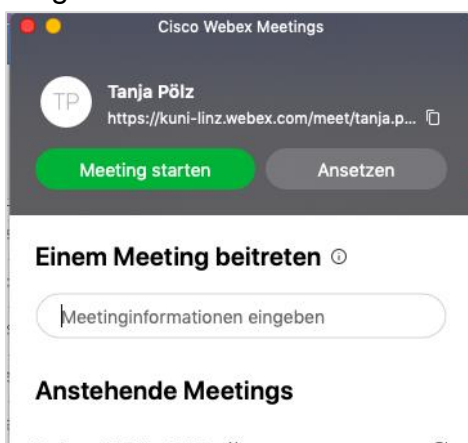 Cisco Webex Meetings
TP
Tanja Pölz
https://kuni-linz.webex.com/meet/tanja.p...
Meeting starten Ansetzen
Einem Meeting beitreten
Meetinginformationen eingeben
Anstehende Meetings